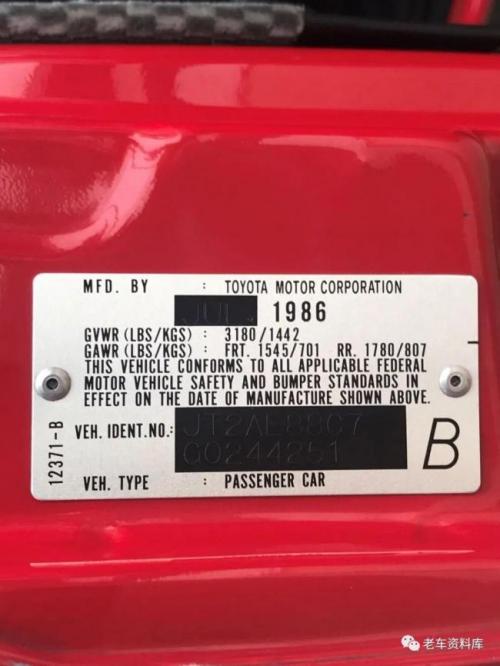 MFD. BY : TOYOTA MOTOR CORPORATION
1986
GVWR (LBS/KGS) : 3180/1442
GAWR (LBS/KGS) : FRT. 1545/701 RR. 1780/807
THIS VEHICLE CONFORMS TO ALL APPLICABLE FEDERAL
MOTOR VEHICLE SAFETY AND BUMPER STANDARDS IN
EFFECT ON THE DATE OF MANUFACTURE SHOWN ABOVE.
VEH. IDENT.NO.: JT2AE88C7
G0244251
VEH. TYPE : PASSENGER CAR
B
12371-B
老车资料库